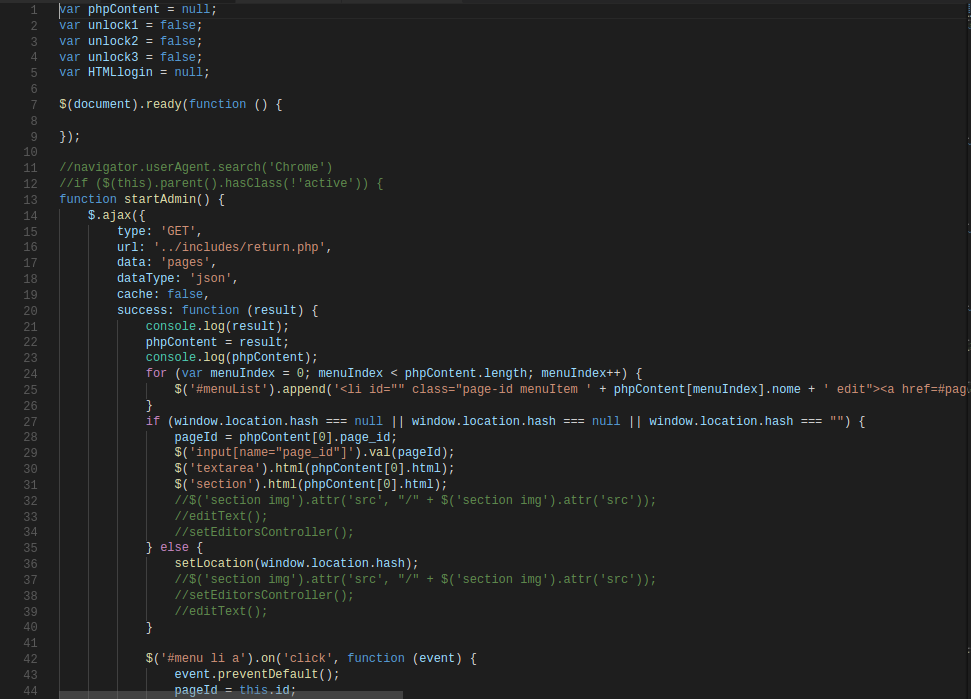 1 var phpContent = null;
2 var unlock1 = false;
3 var unlock2 = false;
4 var unlock3 = false;
5 var HTMLlogin = null;
6
7 $(document).ready(function () {
8
9 });
10
11 //navigator.userAgent.search('Chrome')
12 //if ($(this).parent().hasClass(!'active')) {
13 function startAdmin() {
14     $.ajax({
15         type: 'GET',
16         url: '../includes/return.php',
17         data: 'pages',
18         dataType: 'json',
19         cache: false,
20         success: function (result) {
21             console.log(result);
22             phpContent = result;
23             console.log(phpContent);
24             for (var menuIndex = 0; menuIndex < phpContent.length; menuIndex++) {
25                 $('#menuList').append('<li id="" class="page-id menuItem ' + phpContent[menuIndex].nome + ' edit"><a href=#pag
26             }
27             if (window.location.hash === null || window.location.hash === null || window.location.hash === "") {
28                 pageId = phpContent[0].page_id;
29                 $('input[name="page_id"]').val(pageId);
30                 $('textarea').html(phpContent[0].html);
31                 $('section').html(phpContent[0].html);
32                 //$('section img').attr('src', "/" + $('section img').attr('src'));
33                 //editText();
34                 //setEditorsController();
35             } else {
36                 setLocation(window.location.hash);
37                 //$('section img').attr('src', "/" + $('section img').attr('src'));
38                 //setEditorsController();
39                 //editText();
40             }
41
42             $('#menu li a').on('click', function (event) {
43                 event.preventDefault();
44                 pageId = this.id;